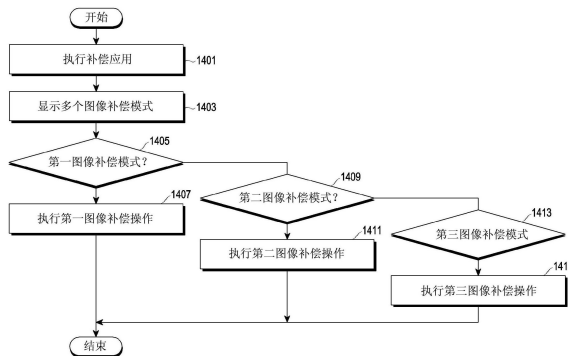 开始
执行补偿应用
1401
显示多个图像补偿模式
1403
1405
第一图像补偿模式?
1407
执行第一图像补偿操作
1409
第二图像补偿模式?
1411
执行第二图像补偿操作
1413
第三图像补偿模式
141
执行第三图像补偿操作
结束